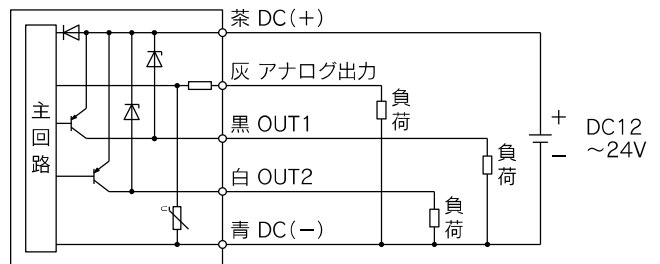 茶 DC(+)
灰 アナログ出力
主回路
負荷
黒 OUT1
+
DC12
～24V
−
負荷
白 OUT2
負荷
青 DC(−)